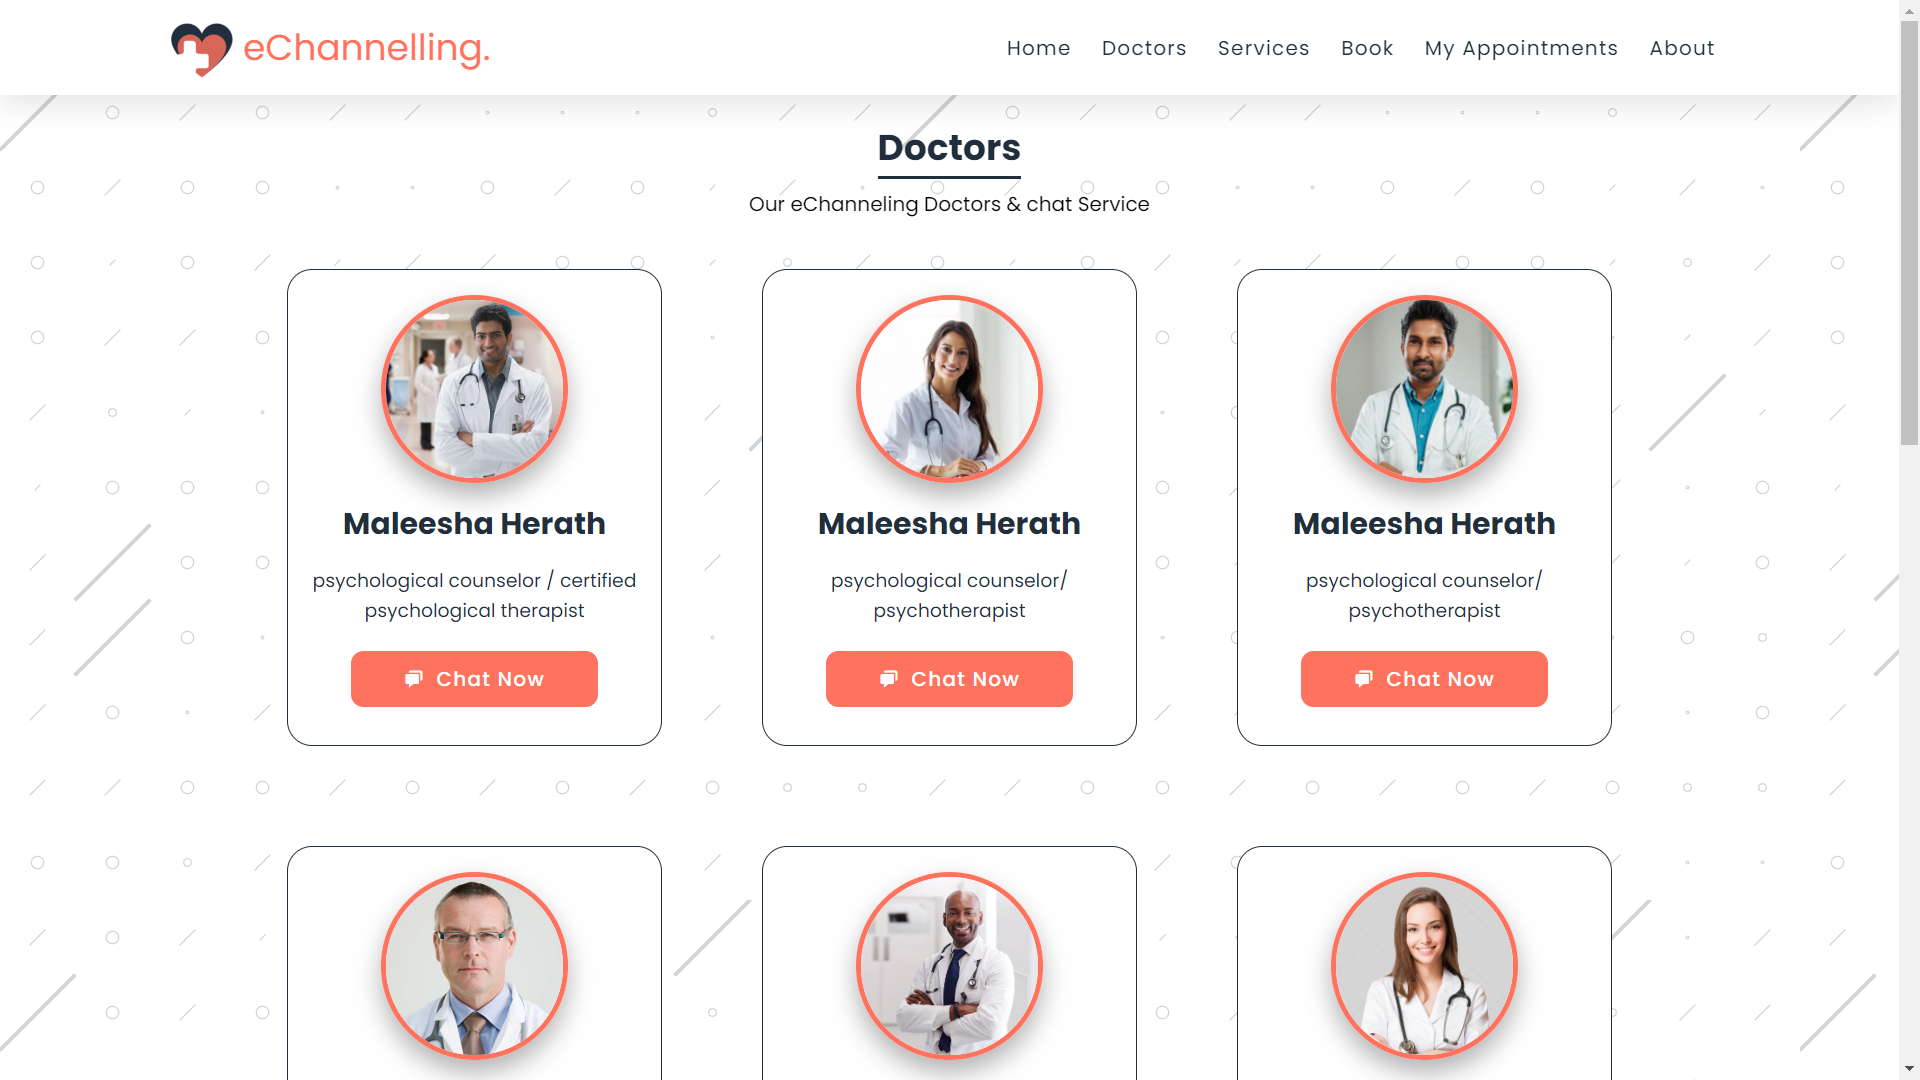 eChannelling.
Home Doctors Services Book My Appointments About
Doctors
Our eChanneling Doctors & chat Service
Maleesha Herath
psychological counselor / certified
psychological therapist
Chat Now
Maleesha Herath
psychological counselor/
psychotherapist
Chat Now
Maleesha Herath
psychological counselor/
psychotherapist
Chat Now